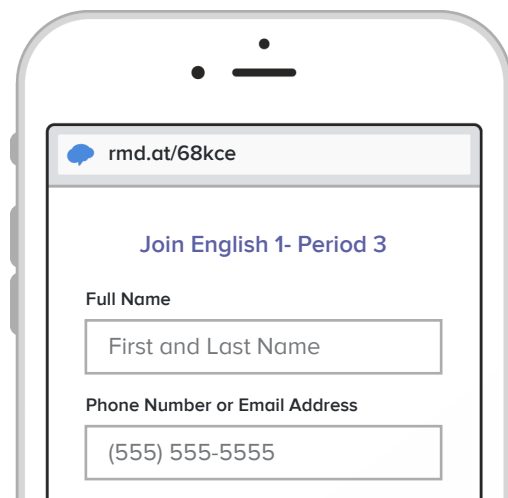 rmd.at/68kce
Join English 1- Period 3
Full Name
First and Last Name
Phone Number or Email Address
(555) 555-5555